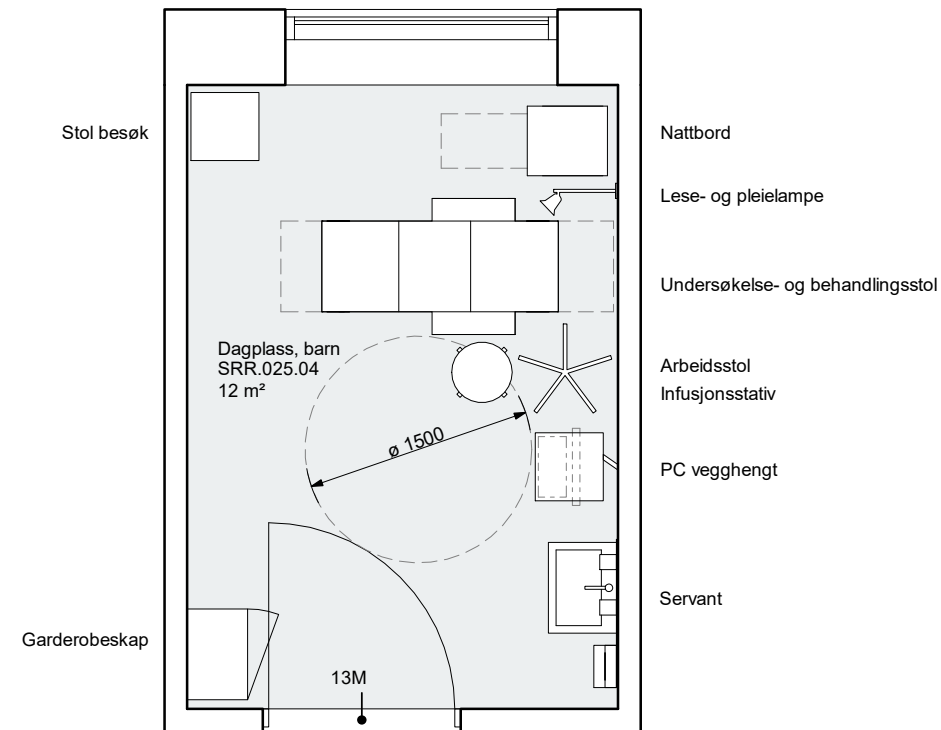 Stol besøk
Nattbord
Lese- og pleielampe
Undersøkelse- og behandlingsstol
Dagplass, barn
SRR.025.04
12 m²
Arbeidsstol
Infusjonsstativ
ø 1500
PC vegghengt
Servant
Garderobeskap
13M